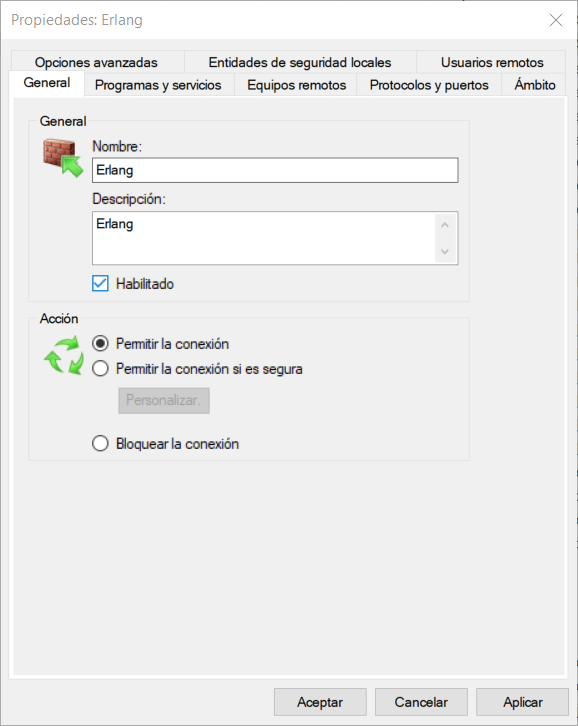 Propiedades: Erlang
Opciones avanzadas Entidades de seguridad locales Usuarios remotos
General Programas y servicios Equipos remotos Protocolos y puertos Ámbito
General
Nombre:
Erlang
Descripción:
Erlang
Habilitado
Acción
Permitir la conexión
Permitir la conexión si es segura
Personalizar.
Bloquear la conexión
Aceptar Cancelar Aplicar